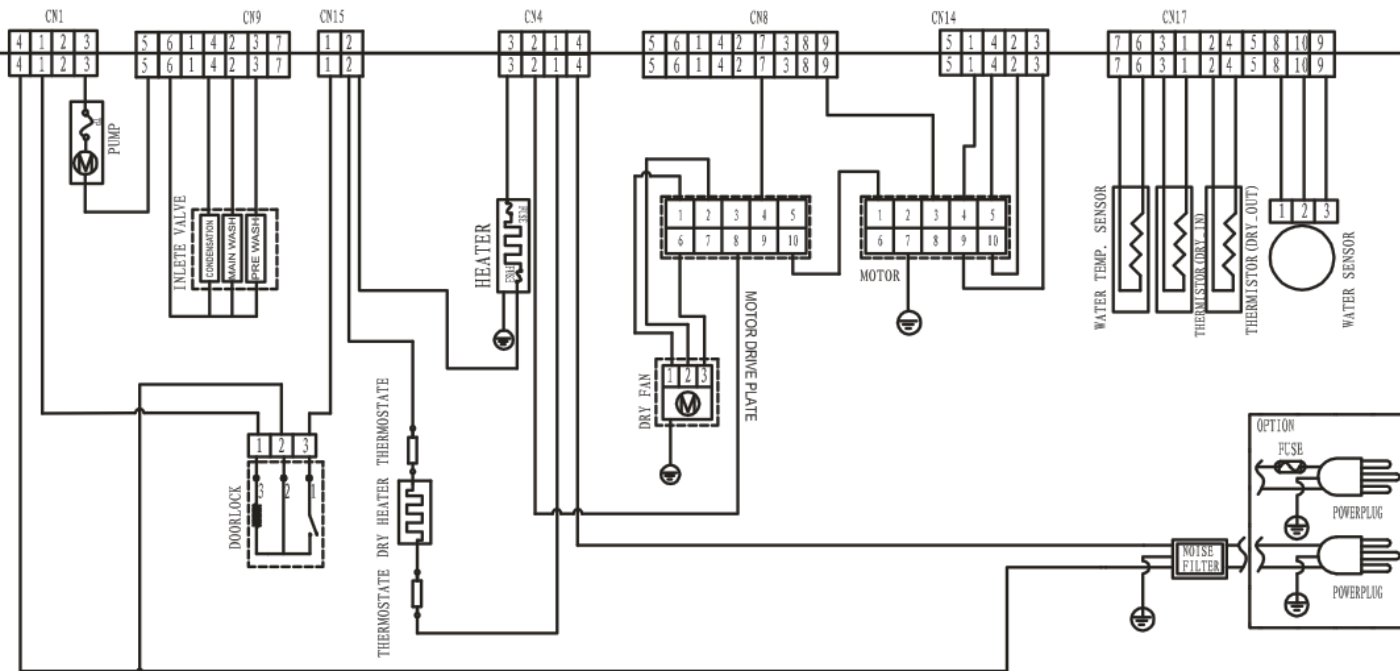 CN1 CN9 CN15 CN4 CN8 CN14 CN17
4 1 2 3
4 1 2 3
5 6 1 4 2 3 7
5 6 1 4 2 3 7
1 2
1 2
3 2 1 4
3 2 1 4
5 6 1 4 2 7 3 8 9
5 6 1 4 2 7 3 8 9
5 1 4 2 3
5 1 4 2 3
7 6 3 1 2 4 5 8 10 9
7 6 3 1 2 4 5 8 10 9
M
PUMP
INLETE VALVE
CONDENSATION
MAIN WASH
PRE WASH
HEATER
FUSE
1 2 3 4 5
6 7 8 9 10
MOTOR DRIVE PLATE
1 2 3 4 5
6 7 8 9 10
MOTOR
WATER TEMP. SENSOR
THERMISTOR(DRY_IN)
THERMISTOR(DRY_OUT)
1 2 3
WATER SENSOR
1 2 3
M
DRY FAN
1 2 3
3 2 1
DOORLOCK
THERMOSTATE DRY HEATER THERMOSTATE
NOISE
FILTER
OPTION
FUSE
POWERPLUG
POWERPLUG